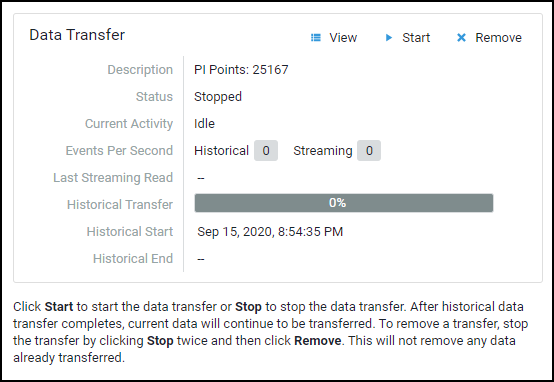 Data Transfer View Start Remove
Description PI Points: 25167
Status Stopped
Current Activity Idle
Events Per Second Historical 0 Streaming 0
Last Streaming Read --
Historical Transfer 0%
Historical Start Sep 15, 2020, 8:54:35 PM
Historical End --
Click Start to start the data transfer or Stop to stop the data transfer. After historical data
transfer completes, current data will continue to be transferred. To remove a transfer, stop
the transfer by clicking Stop twice and then click Remove. This will not remove any data
already transferred.